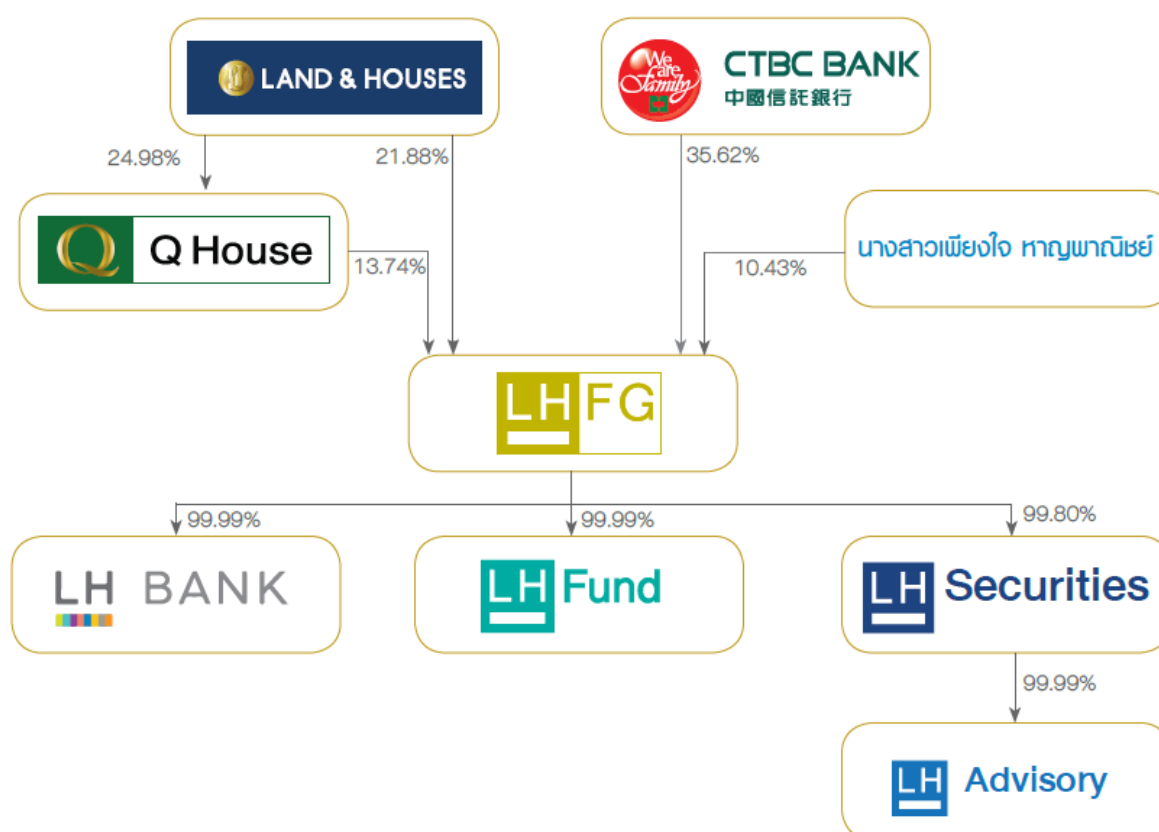 LAND & HOUSES
We are Family
CTBC BANK
中國信託銀行
24.98%
21.88%
35.62%
Q
Q House
13.74%
10.43%
นางสาวเพียงใจ หาญพาณิชย์
LH FG
99.99%
99.99%
99.80%
LH BANK
LH Fund
LH Securities
99.99%
LH Advisory